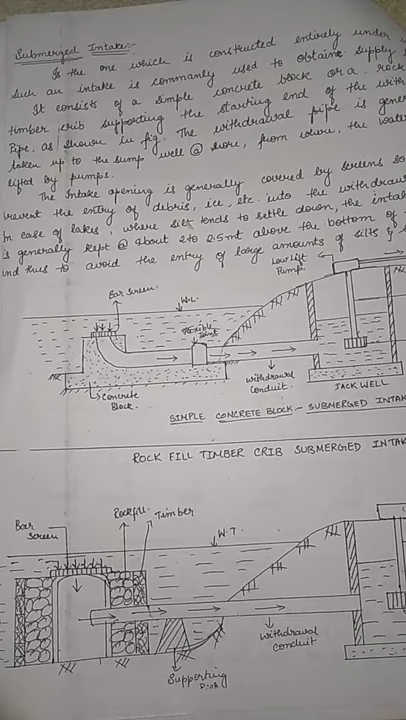 Submerged Intake:-
Is the one which is constructed entirely under
Such an intake is commanly used to obtaine supply
It consists of a simple concrete block or a rock
timber crib supporting the starting end of the with
Pipe, as shown in fig. The withdrawal pipe is gener
taken up to the sump well @ shore, from where, the water
lifted by pumps.
The Intake opening is generally covered by screens so
revent the entry of debris, ice, etc. into the withdraw
In case of lakes, where silt tends to settle down, the intak
is generally kept @ about 2 to 2.5mt above the bottom of
and thus to avoid the entry of large amounts of silts &
Low lift
Pump.
Bar Screen.
W.L.
Flexible
Joint
Concrete
Block.
Withdrawal
Conduit.
JACK WELL
SIMPLE CONCRETE BLOCK - SUBMERGED INTAK
ROCK FILL TIMBER CRIB SUBMERGED INTAK
Bar
Screen
Rockfill
Timber
W.T.
Withdrawal
conduit
Supporting